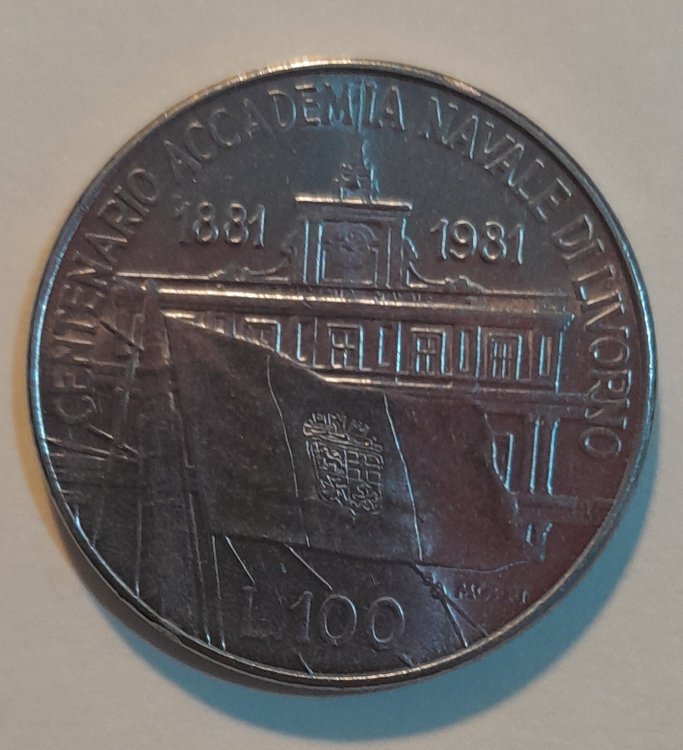 CENTENARIO ACCADEMIA NAVALE DI LIVORNO
1881 1981
L.100